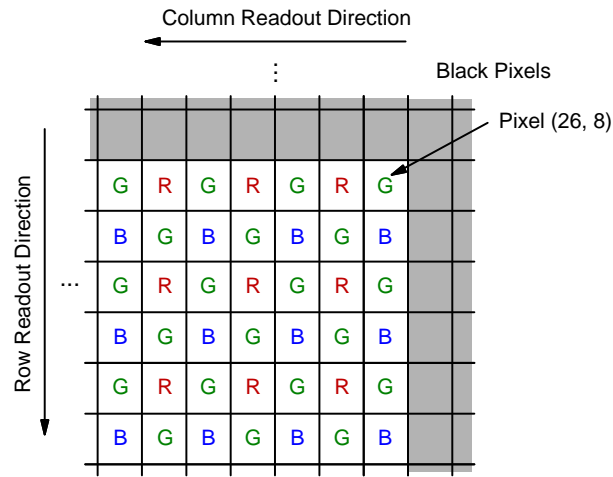 Column Readout Direction
...
Black Pixels
Pixel (26, 8)
Row Readout Direction
G R G R G R G
B G B G B G B
...
G R G R G R G
B G B G B G B
G R G R G R G
B G B G B G B